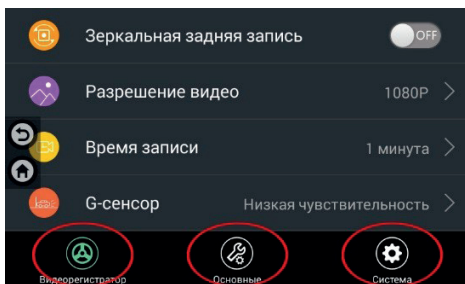 Зеркальная задняя запись OFF
Разрешение видео 1080P
Время записи 1 минута
G-сенсор Низкая чувствительность
Видеорегистратор Основные Система